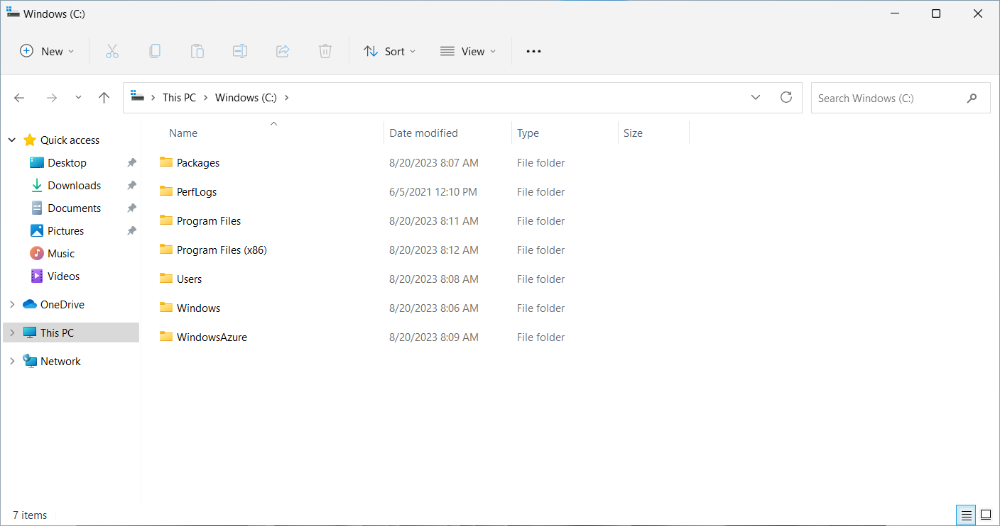 Windows (C:)
New Sort View
This PC Windows (C:) Search Windows (C:)
Name Date modified Type Size
Quick access
Desktop
Downloads
Documents
Pictures
Music
Videos
OneDrive
This PC
Network
Packages 8/20/2023 8:07 AM File folder
PerfLogs 6/5/2021 12:10 PM File folder
Program Files 8/20/2023 8:11 AM File folder
Program Files (x86) 8/20/2023 8:12 AM File folder
Users 8/20/2023 8:08 AM File folder
Windows 8/20/2023 8:06 AM File folder
WindowsAzure 8/20/2023 8:09 AM File folder
7 items